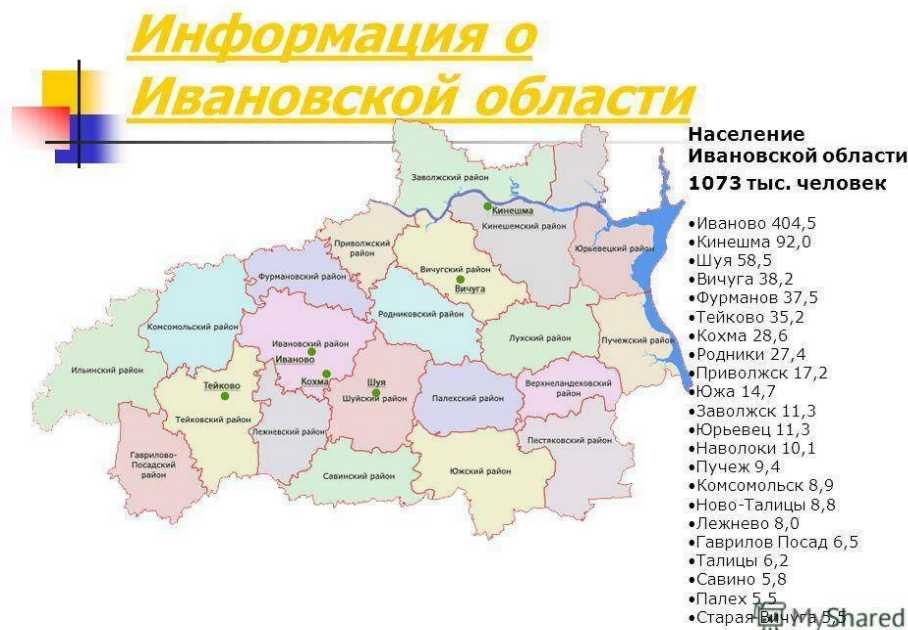 Информация о
Ивановской области
Население
Ивановской области
1073 тыс. человек
•Иваново 404,5
•Кинешма 92,0
•Шуя 58,5
•Вичуга 38,2
•Фурманов 37,5
•Тейково 35,2
•Кохма 28,6
•Родники 27,4
•Приволжск 17,2
•Южа 14,7
•Заволжск 11,3
•Юрьевец 11,3
•Наволоки 10,1
•Пучеж 9,4
•Комсомольск 8,9
•Ново-Талицы 8,8
•Лежнево 8,0
•Гаврилов Посад 6,5
•Талицы 6,2
•Савино 5,8
•Палех 5,5
•Старая Вичуга 5,5
MyShared
Заволжский район
Кинешма
Кинешемский район
Приволжский
район
Юрьевецкий район
Фурмановский район
Вичугский район
Вичуга
Комсомольский район
Родниковский район
Лухский район
Пучежский район
Ивановский район
Иваново
Ильинский район
Кохма
Тейково
Шуя
Шуйский район
Палехский район
Верхнеландеховский
район
Тейковский район
Лежневский район
Пестяковский район
Гаврилово-
Посадский
район
Савинский район
Южский район